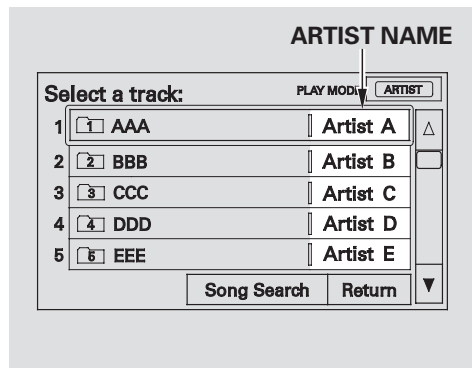 ARTIST NAME
Select a track: PLAY MODE ARTIST
1 1 AAA Artist A
2 2 BBB Artist B
3 3 CCC Artist C
4 4 DDD Artist D
5 5 EEE Artist E
Song Search Return